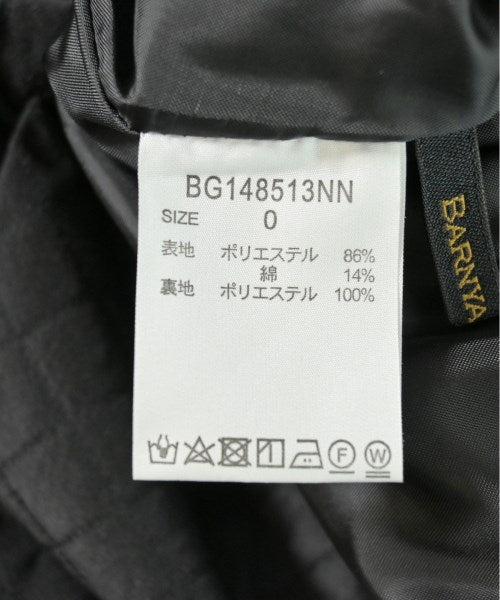 BG148513NN
SIZE 0
表地 ポリエステル 86%
綿 14%
裏地 ポリエステル 100%
F W
BARNYA